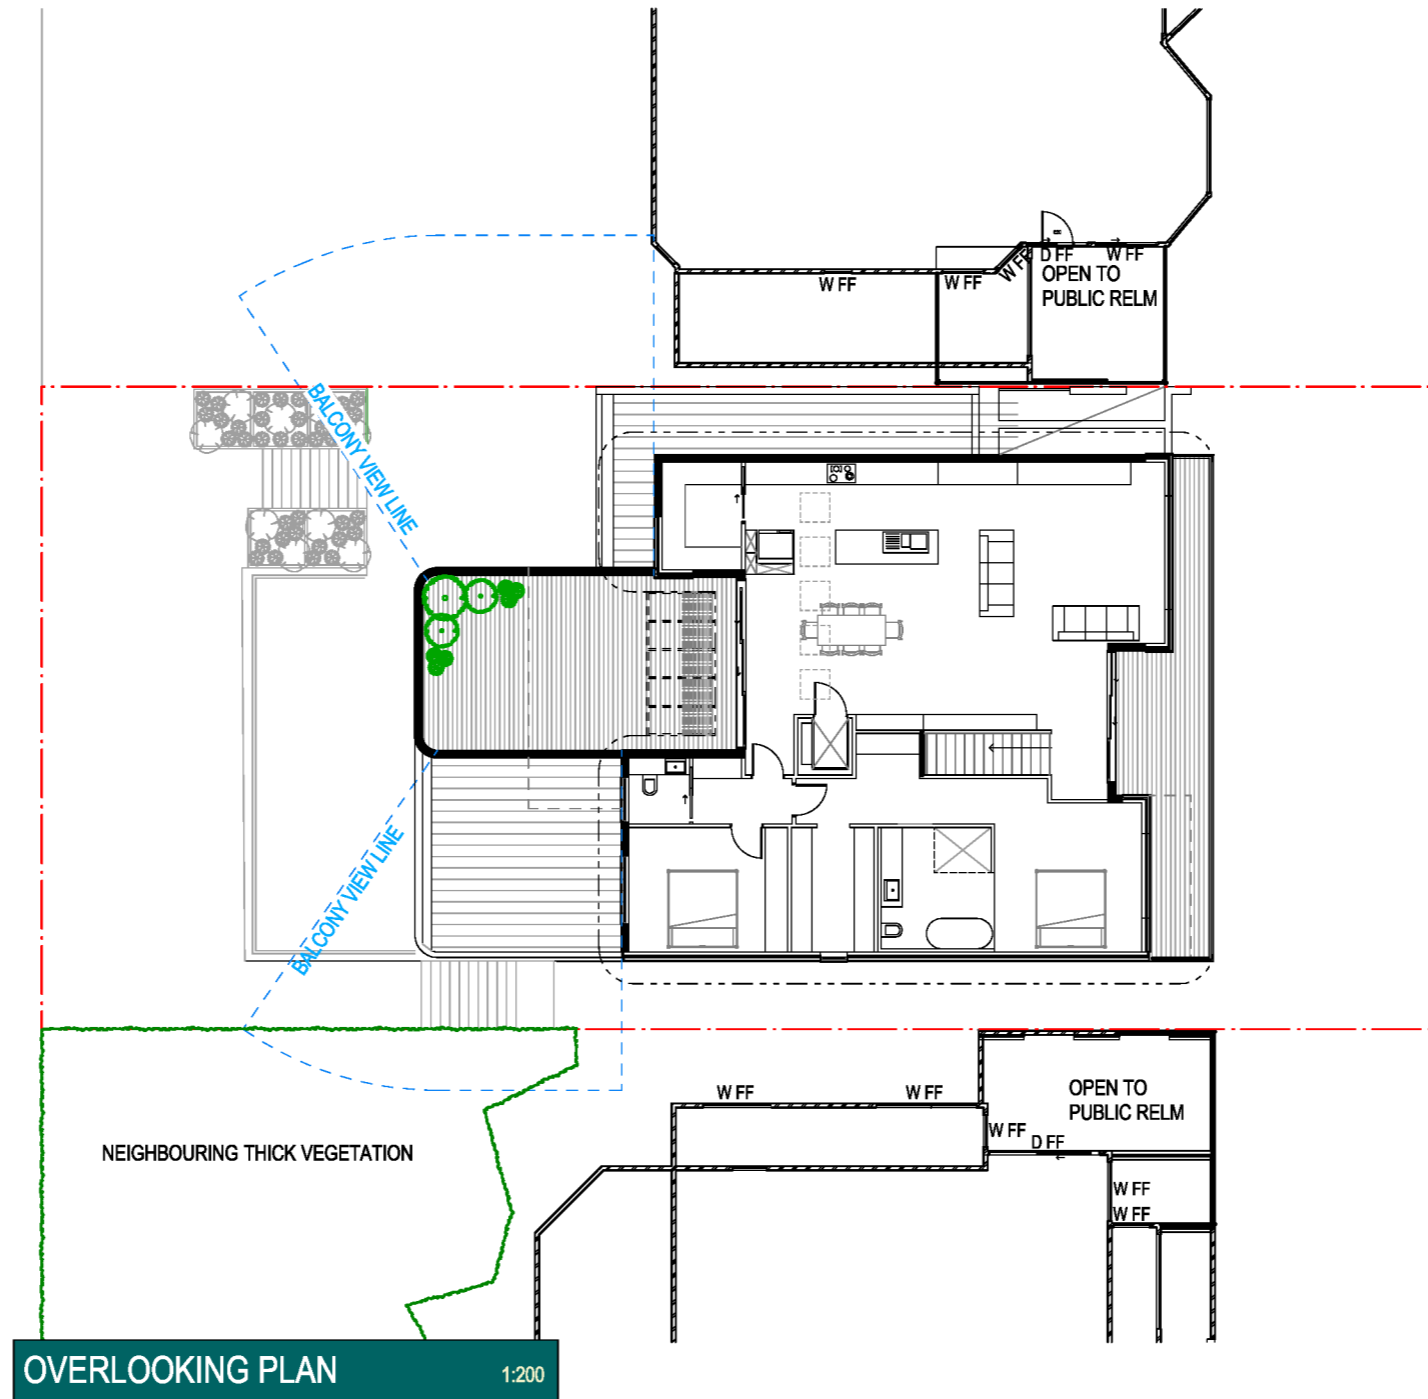 D FF
W FF
W FF
OPEN TO
PUBLIC RELM
W FF
W FF
BALCONY VIEW LINE
BALCONY VIEW LINE
W FF
W FF
OPEN TO
PUBLIC RELM
W FF
D FF
NEIGHBOURING THICK VEGETATION
W FF
W FF
OVERLOOKING PLAN
1:200